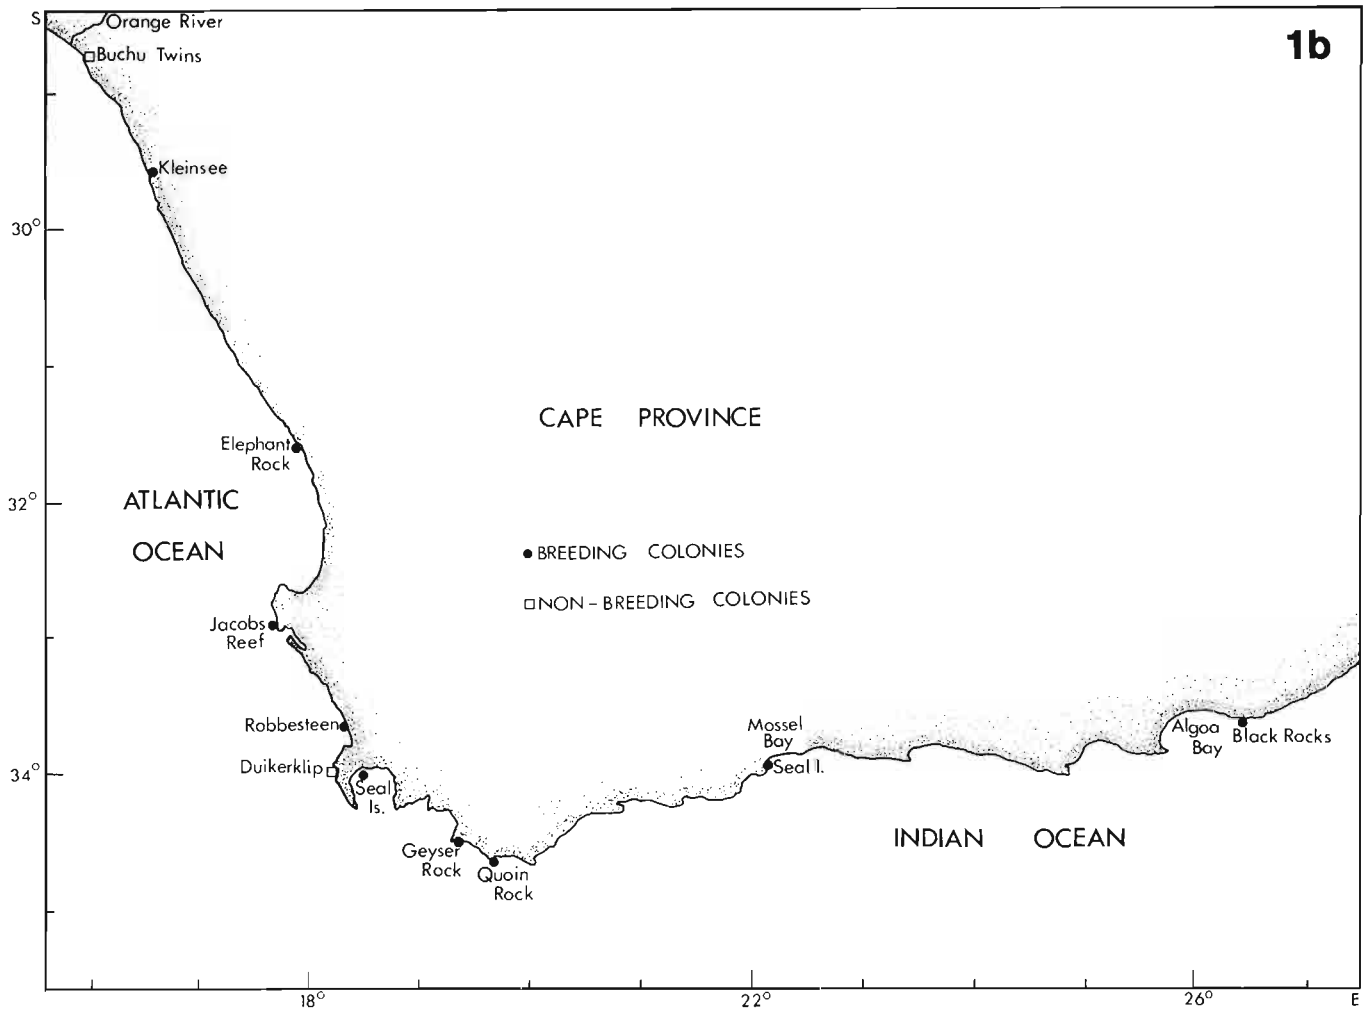 1b
S
Orange River
Buchu Twins
Kleinsee
30°
CAPE PROVINCE
Elephant
Rock
ATLANTIC
OCEAN
32°
BREEDING COLONIES
NON-BREEDING COLONIES
Jacobs
Reef
Robbesteen
Mossel
Bay
Seal I.
Algoa
Bay
Black Rocks
Duikerklip
34°
Seal
Is.
INDIAN OCEAN
Geyser
Rock
Quoin
Rock
18°
22°
26°
E